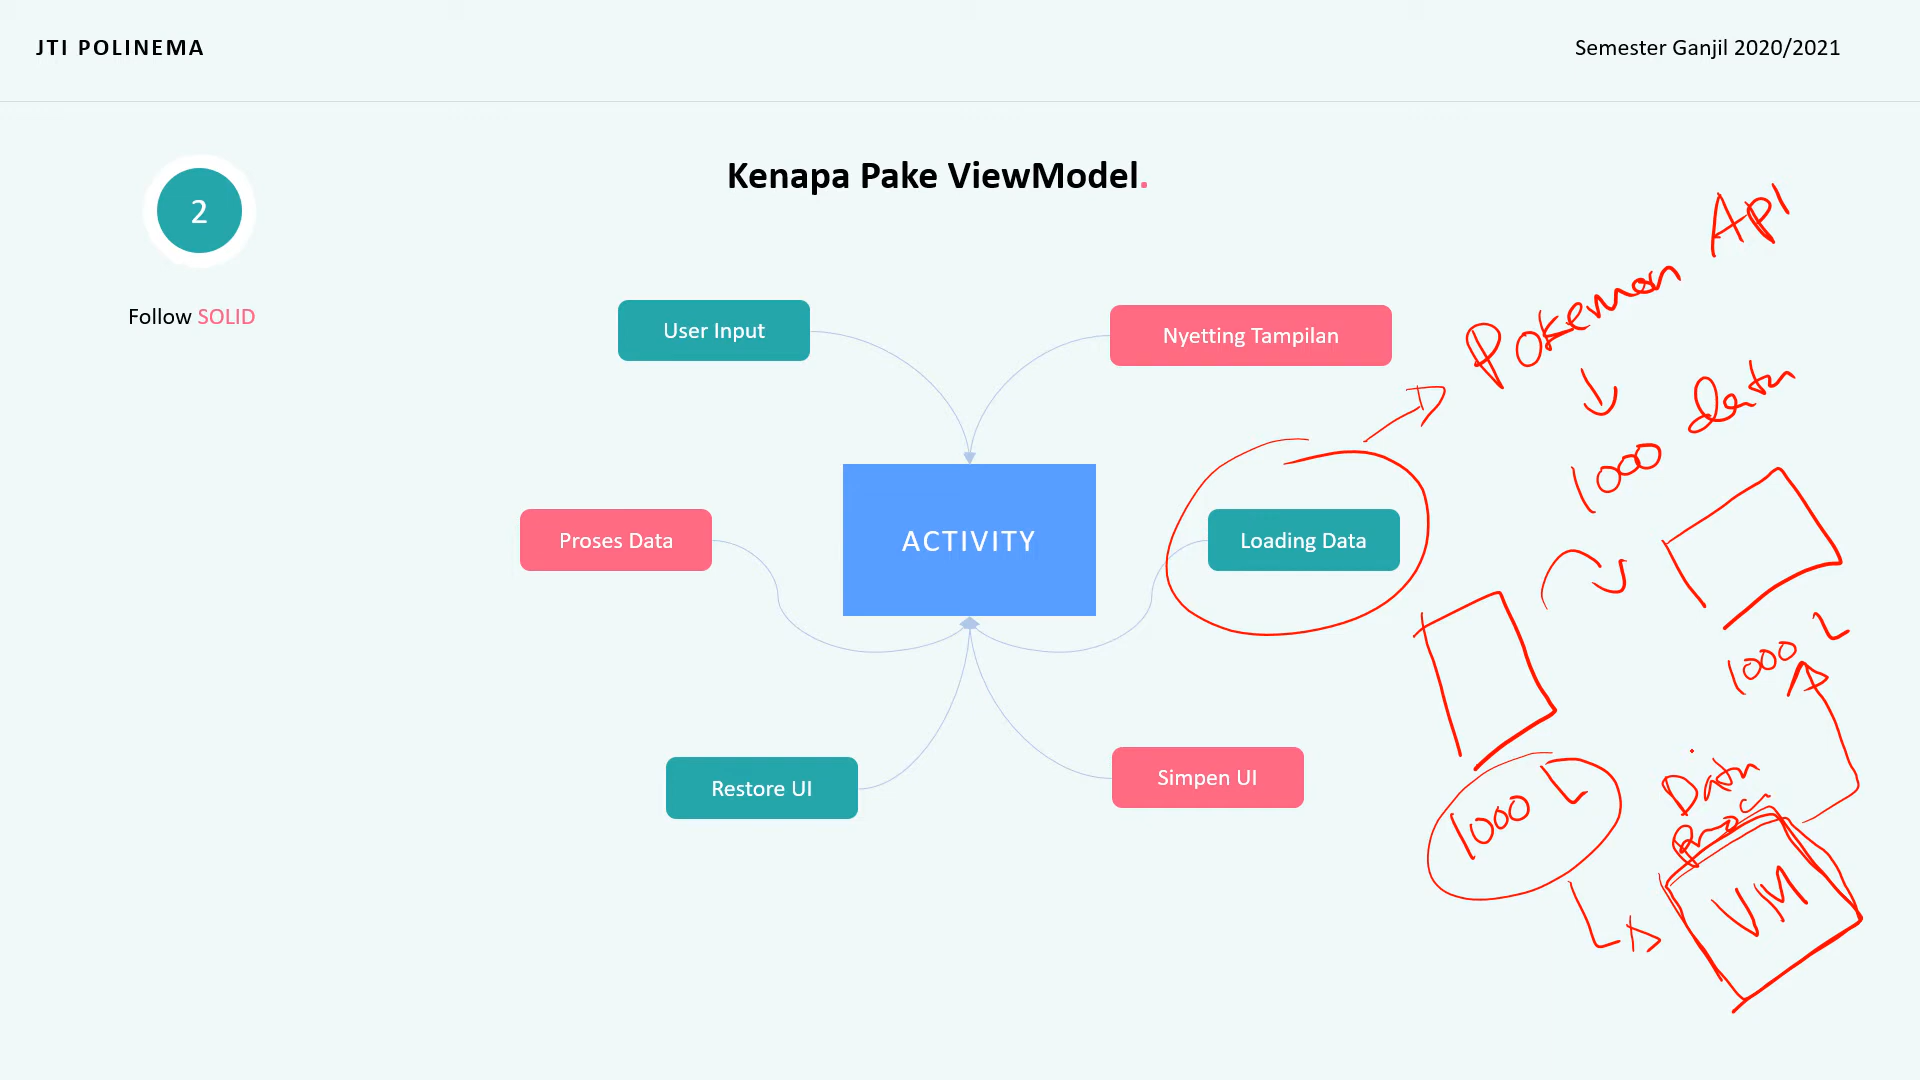 JTI POLINEMA
Semester Ganjil 2020/2021
2
Follow SOLID
Kenapa Pake ViewModel.
User Input
Nyetting Tampilan
Proses Data
ACTIVITY
Loading Data
Restore UI
Simpen UI
Pokemon Api
1000 data
1000
1000
Data
VM